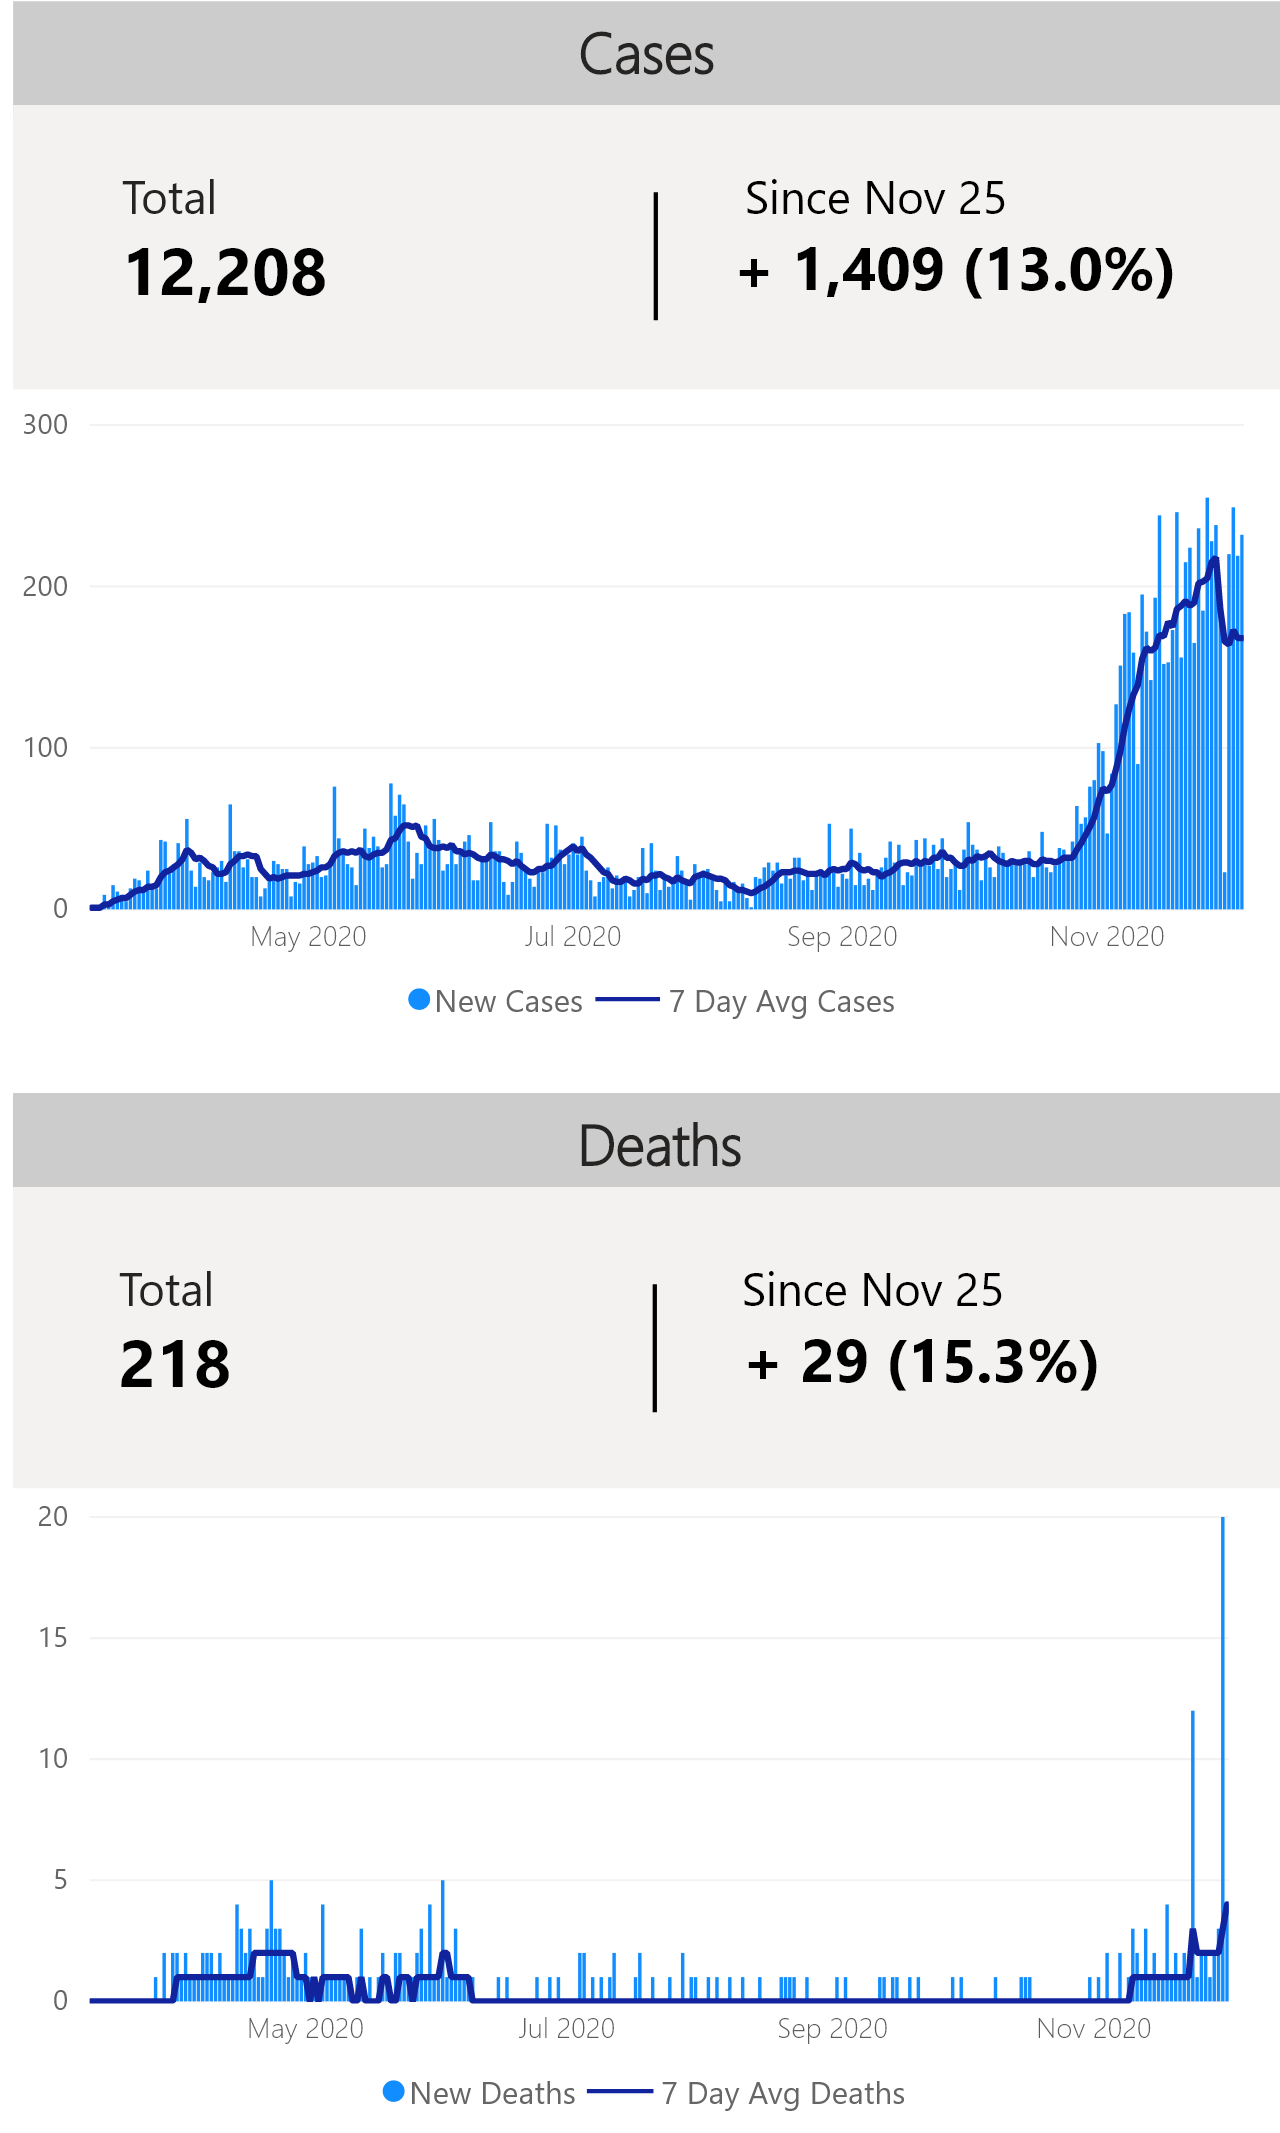 Cases
Total
Since Nov 25
12,208
+ 1,409 (13.0%)
300
200
100
0
May 2020
Jul 2020
Sep 2020
Nov 2020
New Cases
7 Day Avg Cases
Deaths
Total
Since Nov 25
218
+ 29 (15.3%)
20
15
10
5
0
May 2020
Jul 2020
Sep 2020
Nov 2020
New Deaths
7 Day Avg Deaths